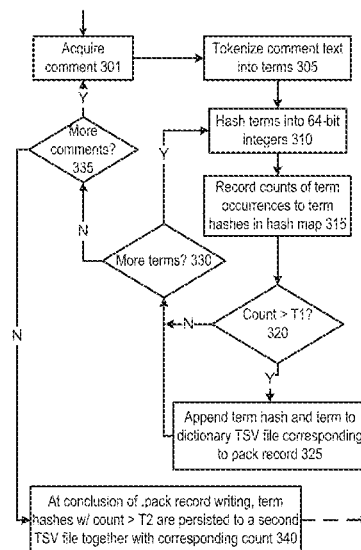 Acquire
comment 301
Tokenize comment text
into terms 305
Hash terms into 64-bit
integers 310
Record counts of term
occurrences to term
hashes in hash map 315
Count > T1?
320
Y
N
Append term hash and term to
dictionary TSV file corresponding
to pack record 325
More terms? 330
Y
N
More
comments?
335
Y
N
At conclusion of .pack record writing, term
hashes w/ count > T2 are persisted to a second
TSV file together with corresponding count 340